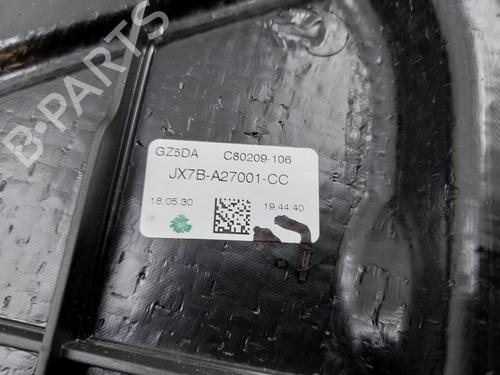 B-PARTS
GZ5DA C80209-106
JX7B-A27001-CC
18.05.30 19.44.40